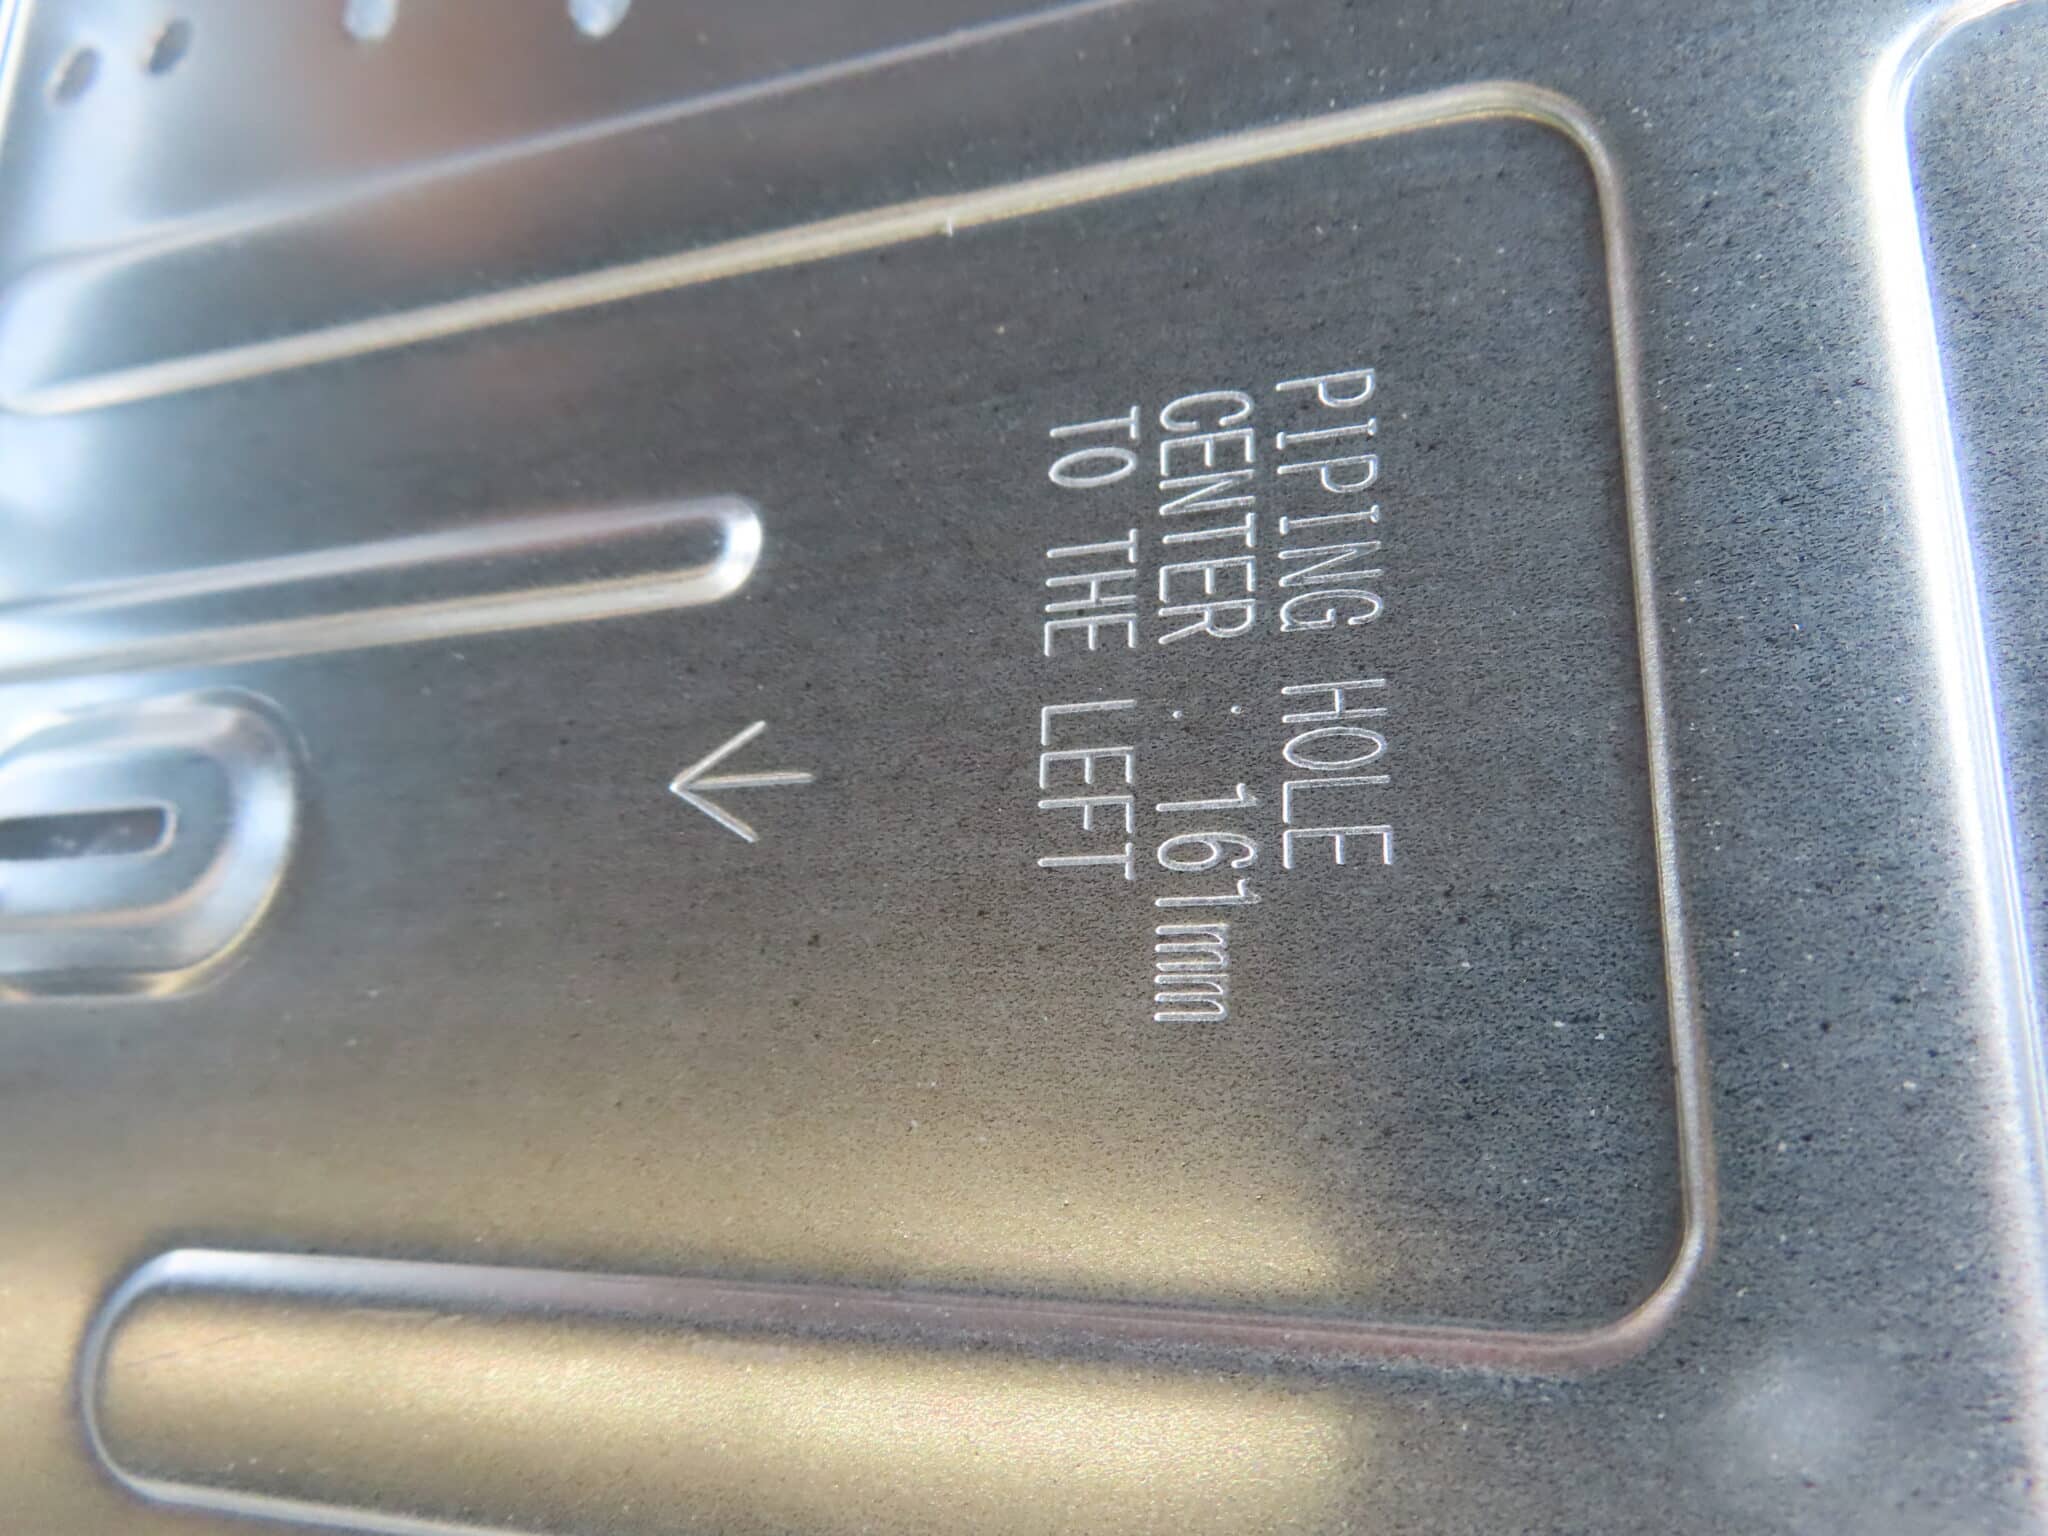 PIPING HOLE
CENTER : 161mm
TO THE LEFT